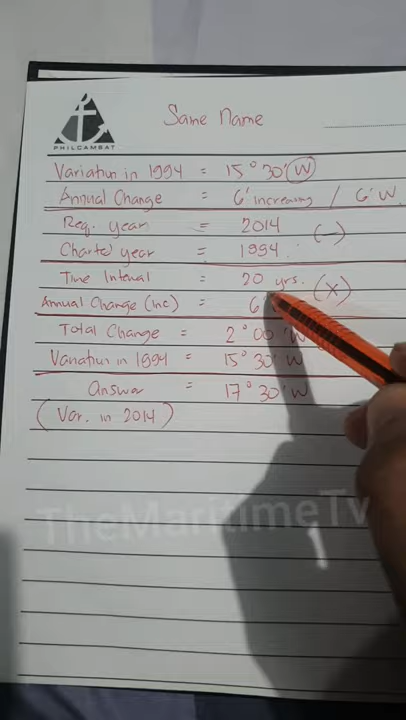 Same Name
PHILCAMSAT
Variation in 1994 = 15°30' W
Annual Change = 6' increasing / 6' W
Req. year = 2014
(-)
Charted year = 1994
Time Interval = 20 yrs.
(x)
Annual Change (Inc) = 6
Total Change = 2°00' W
Variation in 1994 = 15°30' W
Answer = 17°30' W
(Var. in 2014)
TheMaritimeTv